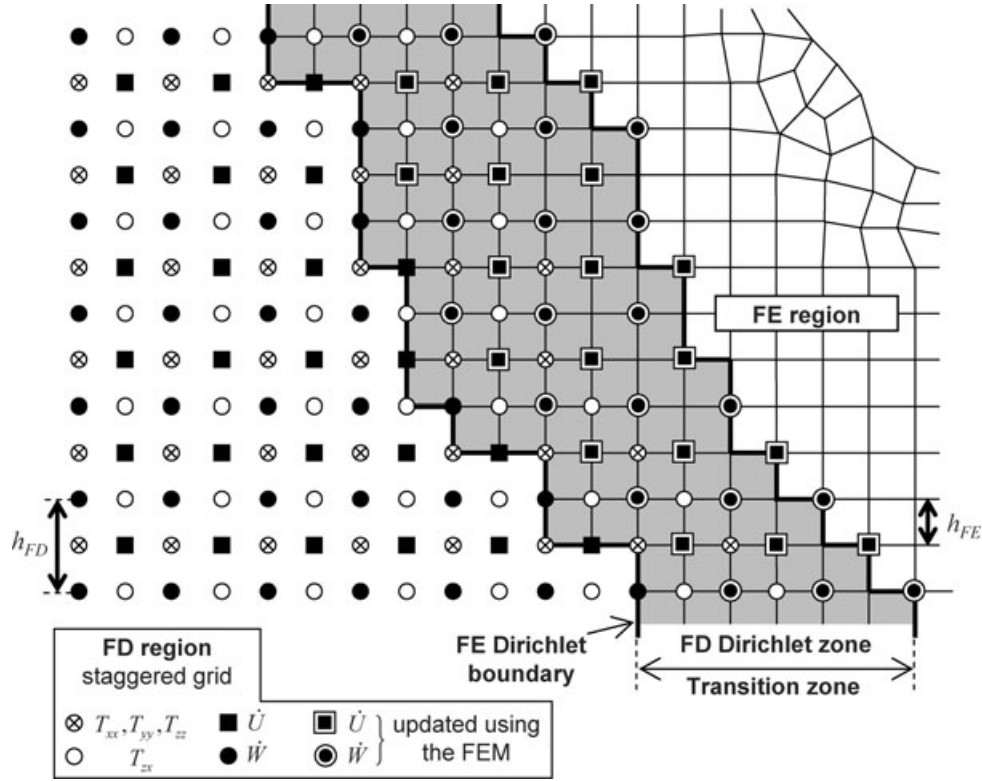 FE region
h_FD
h_FE
FE Dirichlet
boundary
FD Dirichlet zone
Transition zone
FD region
staggered grid
T_xx, T_yy, T_zz
U̇
U̇
T_zx
Ẇ
Ẇ
updated using
the FEM